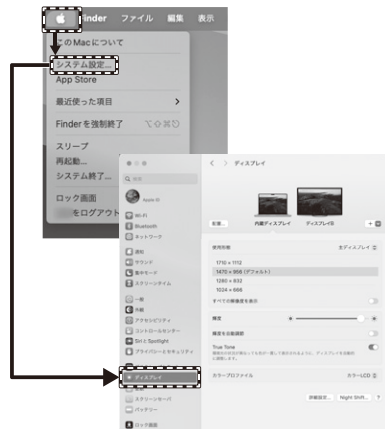 Finder ファイル 編集 表示
このMacについて
システム設定...
App Store
最近使った項目
Finderを強制終了
スリープ
再起動...
システム終了...
ロック画面
をログアウト
ディスプレイ
検索
Apple ID
Wi-Fi
Bluetooth
ネットワーク
通知
サウンド
集中モード
スクリーンタイム
一般
外観
アクセシビリティ
コントロールセンター
Siri と Spotlight
プライバシーとセキュリティ
ディスプレイ
スクリーンセーバ
バッテリー
ロック画面
配置...
内蔵ディスプレイ
使用形態 主ディスプレイ
1710 × 1112
1470 × 956 (デフォルト)
1280 × 832
1024 × 666
すべての解像度を表示
輝度
輝度を自動調節
True Tone
カラープロファイル カラーLCD
詳細設定... Night Shift... ?